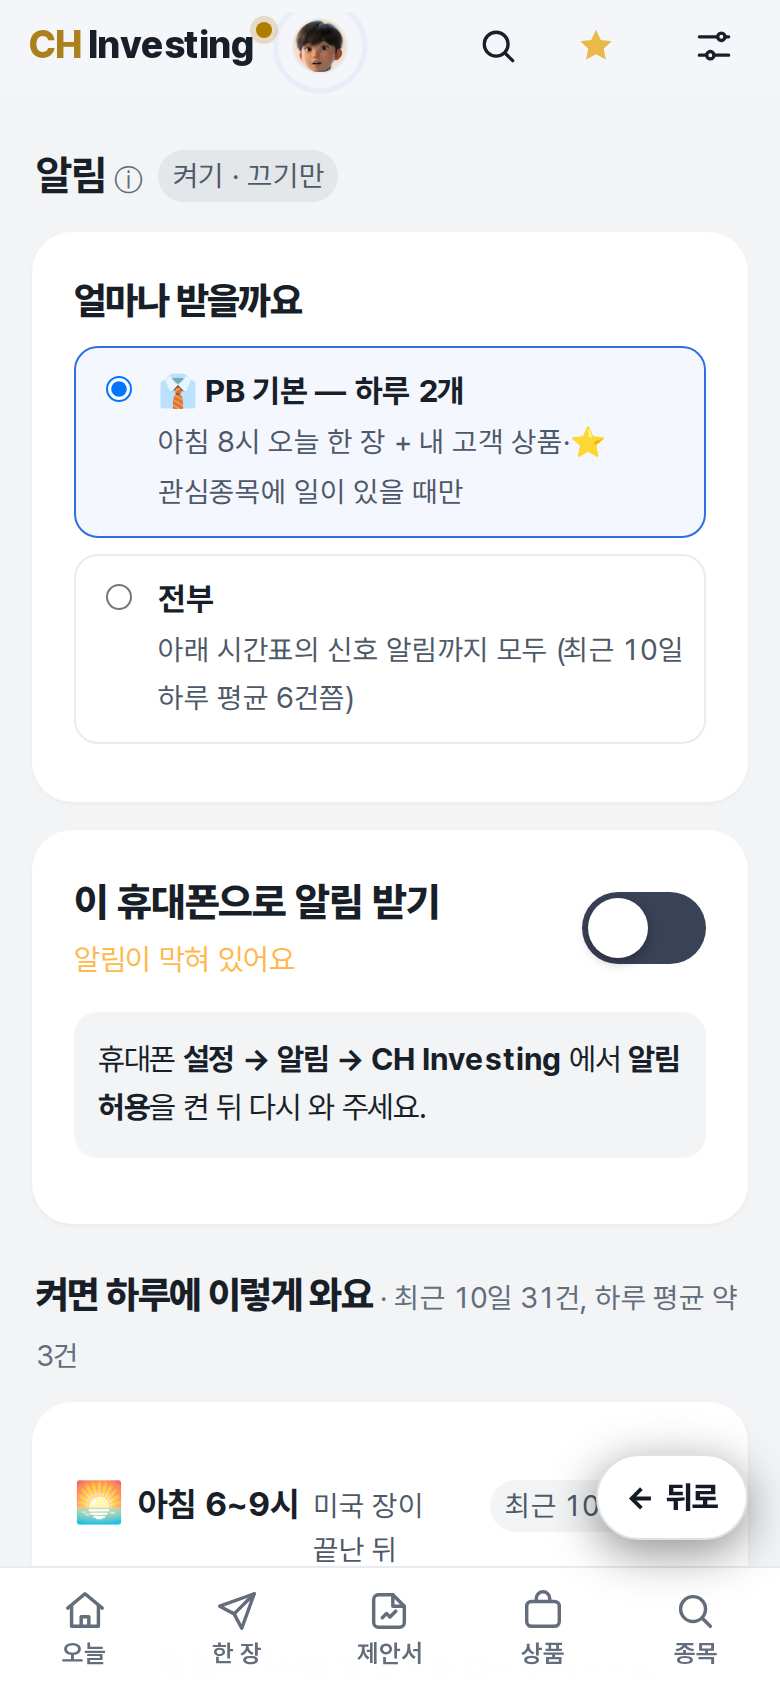 CH Investing
알림 ⓘ 켜기 · 끄기만
얼마나 받을까요
👔 PB 기본 — 하루 2개
아침 8시 오늘 한 장 + 내 고객 상품·⭐
관심종목에 일이 있을 때만
전부
아래 시간표의 신호 알림까지 모두 (최근 10일
하루 평균 6건쯤)
이 휴대폰으로 알림 받기
알림이 막혀 있어요
휴대폰 설정 → 알림 → CH Investing 에서 알림
허용을 켠 뒤 다시 와 주세요.
켜면 하루에 이렇게 와요 · 최근 10일 31건, 하루 평균 약
3건
🌅 아침 6~9시 미국 장이 최근 10
끝난 뒤
← 뒤로
오늘 한 장 제안서 상품 종목